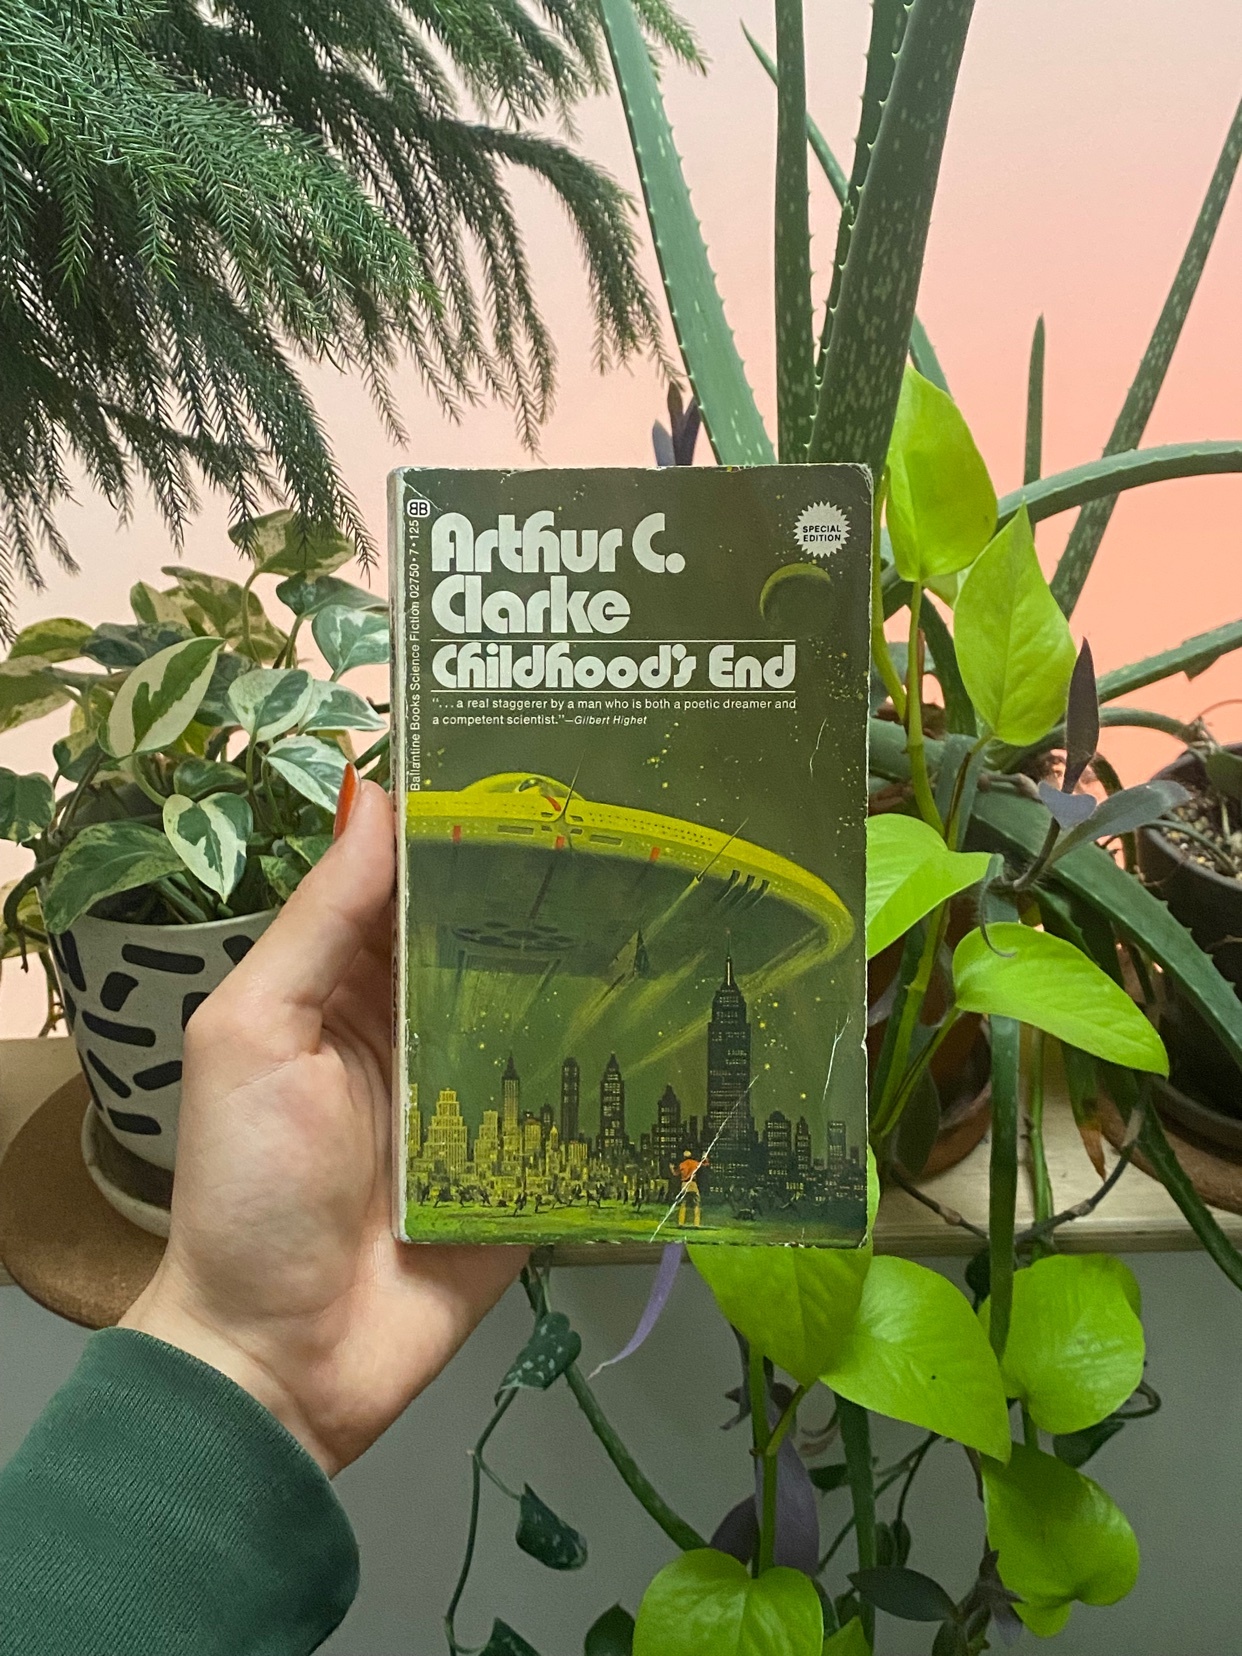 BB
Ballantine Books Science Fiction 02750·7·125
Arthur C.
Clarke
Childhood's End
"... a real staggerer by a man who is both a poetic dreamer and
a competent scientist."—Gilbert Highet
SPECIAL
EDITION